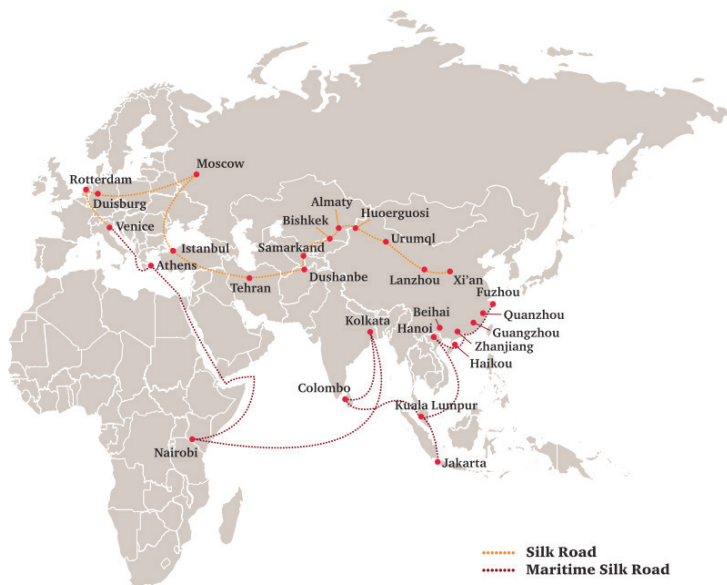 Moscow
Rotterdam
Duisburg
Venice
Almaty
Huoerguosi
Bishkek
Urumql
Istanbul
Samarkand
Athens
Dushanbe
Tehran
Lanzhou
Xi'an
Fuzhou
Beihai
Quanzhou
Kolkata
Hanoi
Guangzhou
Zhanjiang
Haikou
Colombo
Kuala Lumpur
Nairobi
Jakarta
Silk Road
Maritime Silk Road